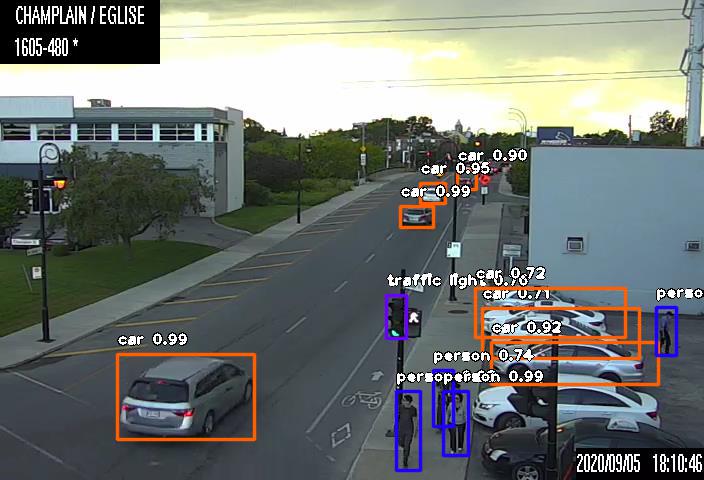 CHAMPLAIN / EGLISE
1605-480 *
car 0.90
car 0.95
car 0.99
traffic light 0.70
car 0.72
car 0.71
perso
car 0.92
car 0.99
person 0.74
person 0.99
2020/09/05 18:10:46